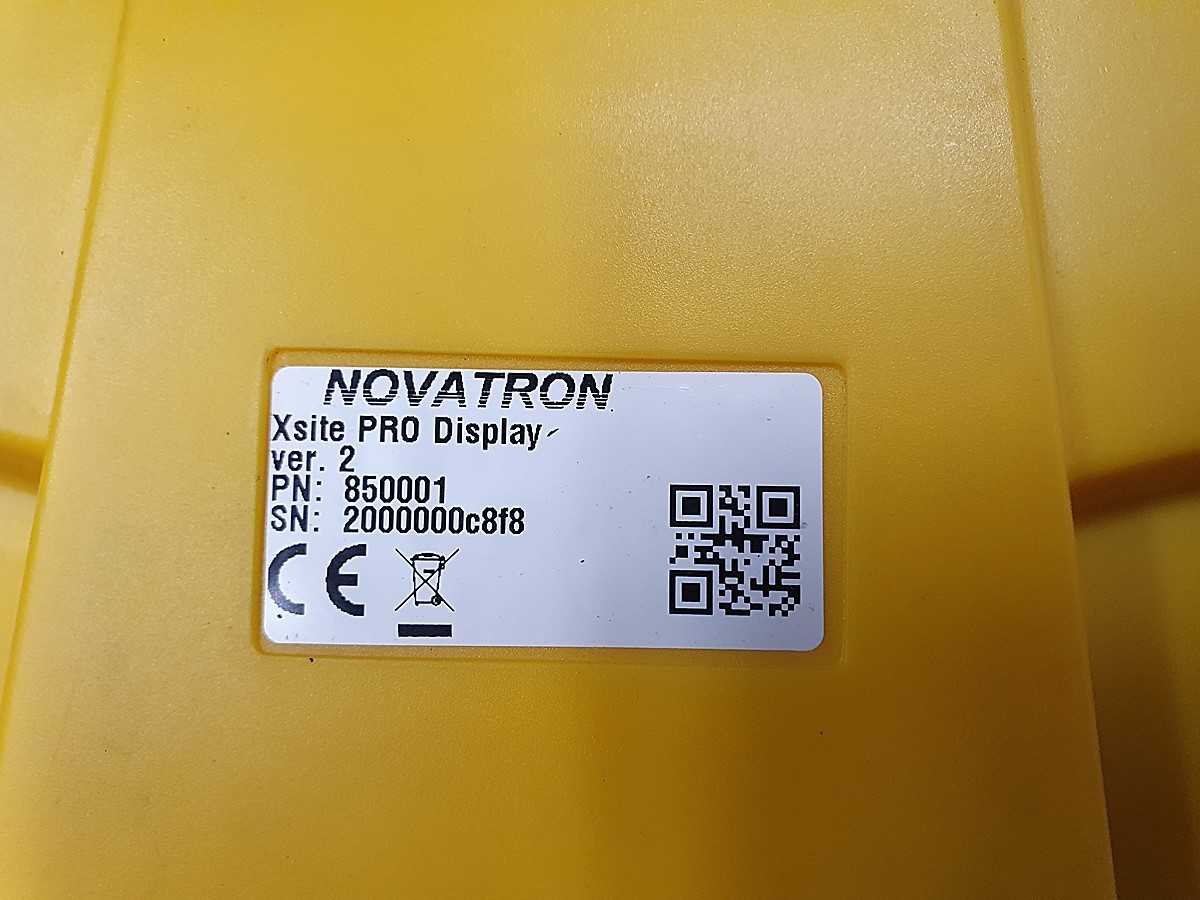 NOVATRON
Xsite PRO Display
ver. 2
PN: 850001
SN: 2000000c8f8
CE